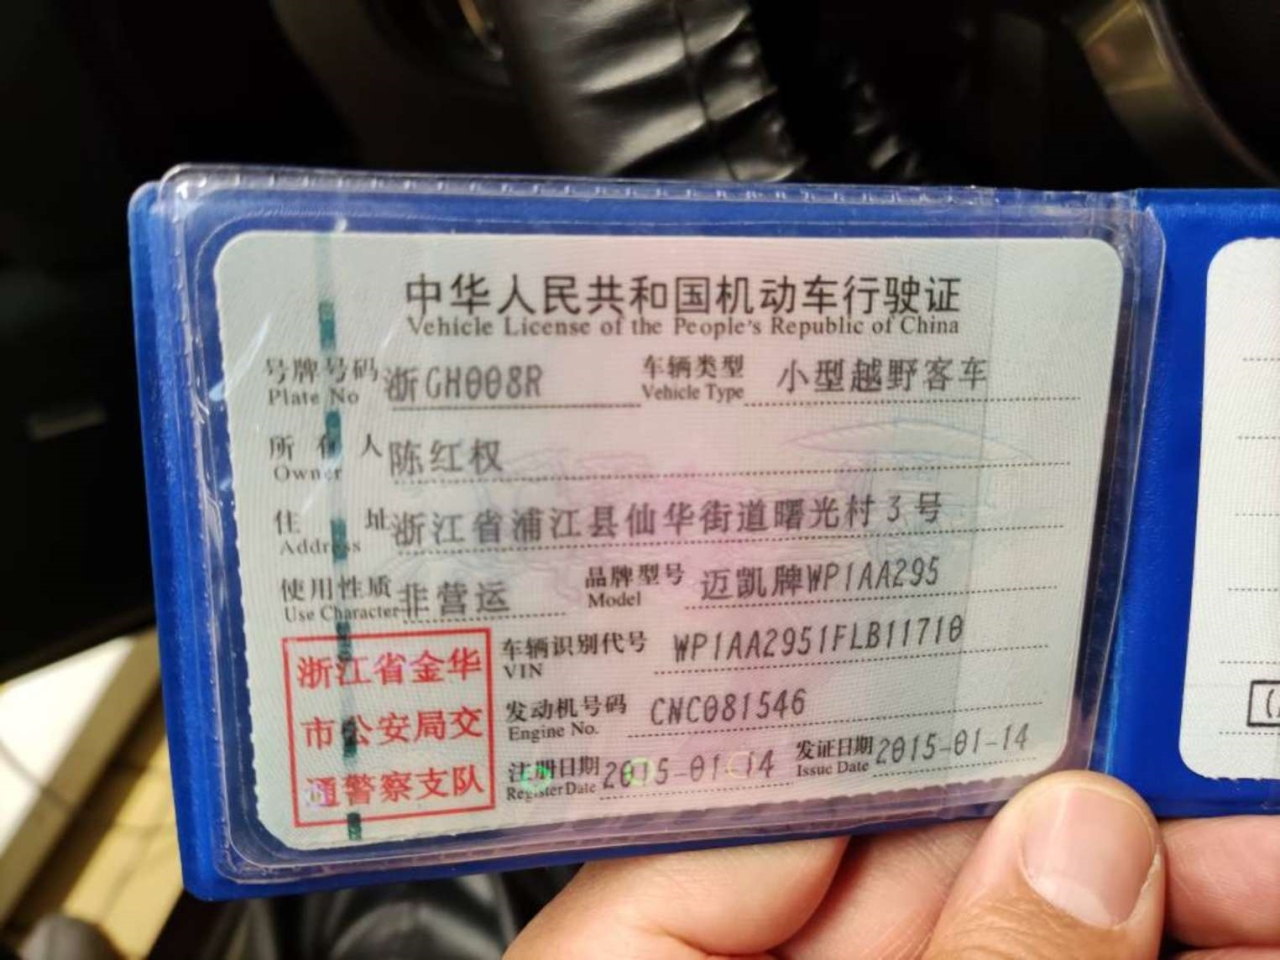 中华人民共和国机动车行驶证
Vehicle License of the People's Republic of China
号牌号码 浙GH008R 车辆类型 小型越野客车
Plate No Vehicle Type
所有人 陈红权
Owner
住址 浙江省浦江县仙华街道曙光村3号
Address
使用性质 非营运 品牌型号 迈凯牌WP1AA295
Use Character Model
浙江省金华
市公安局交
通警察支队
车辆识别代号 WP1AA2951FLB11710
VIN
发动机号码 CNC081546
Engine No.
注册日期 2015-01-14 发证日期 2015-01-14
Register Date Issue Date